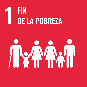 1 FIN
DE LA POBREZA